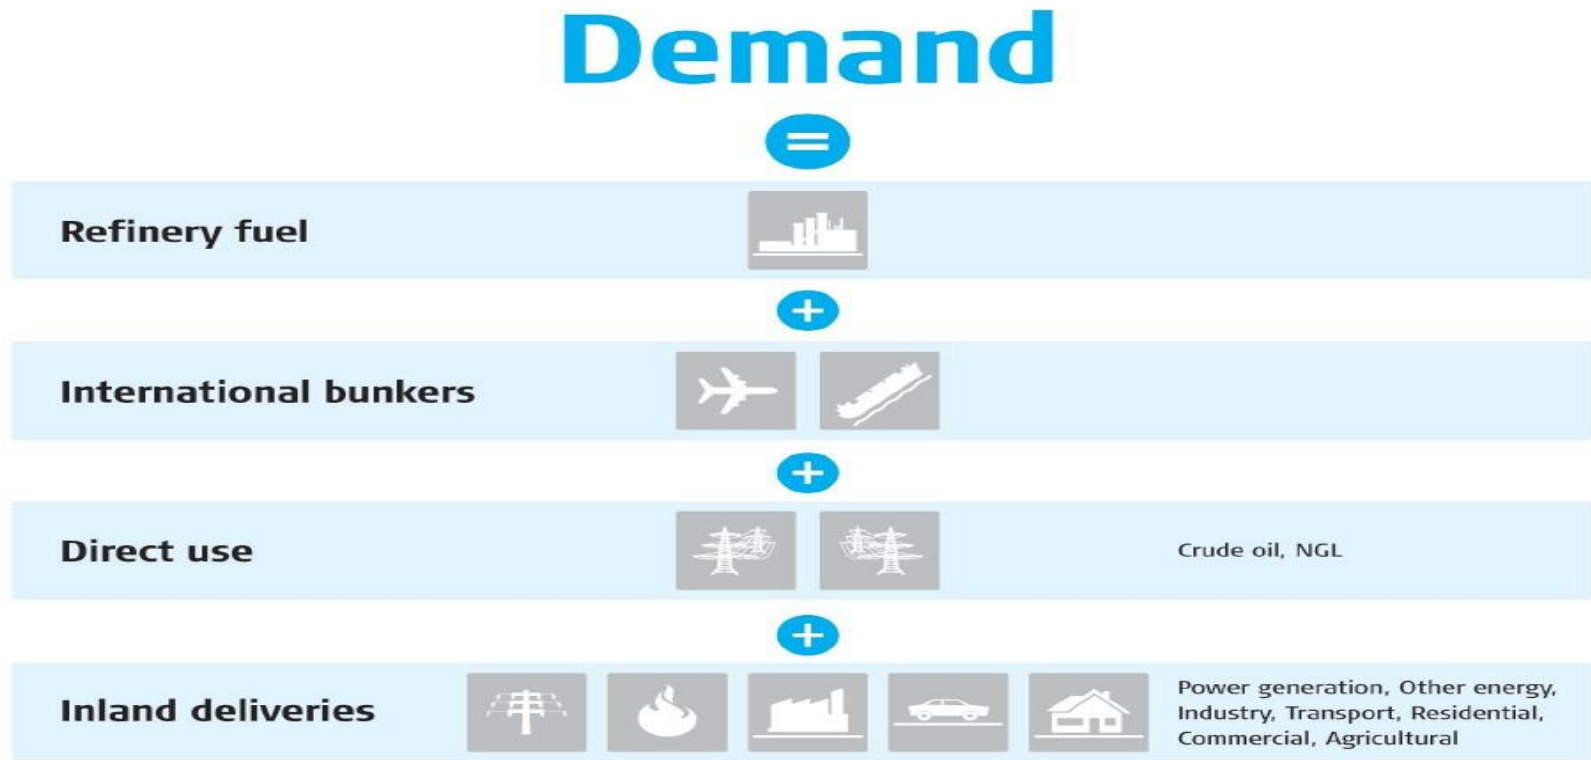 Demand
=
Refinery fuel
+
International bunkers
+
Direct use
Crude oil, NGL
+
Inland deliveries
Power generation, Other energy,
Industry, Transport, Residential,
Commercial, Agricultural